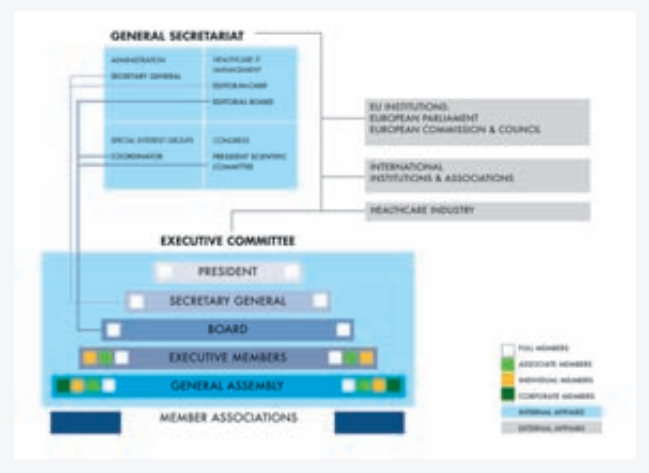 GENERAL SECRETARIAT
ADMINISTRATION
SECRETARY GENERAL
HEALTHCARE IT
MANAGEMENT
EDITOR-IN-CHIEF
EDITORIAL BOARD
SPECIAL INTEREST GROUPS
COORDINATOR
CONGRESS
PRESIDENT SCIENTIFIC
COMMITTEE
EU INSTITUTIONS:
EUROPEAN PARLIAMENT
EUROPEAN COMMISSION & COUNCIL
INTERNATIONAL
INSTITUTIONS & ASSOCIATIONS
HEALTHCARE INDUSTRY
EXECUTIVE COMMITTEE
PRESIDENT
SECRETARY GENERAL
BOARD
EXECUTIVE MEMBERS
GENERAL ASSEMBLY
MEMBER ASSOCIATIONS
FULL MEMBERS
ASSOCIATE MEMBERS
INDIVIDUAL MEMBERS
CORPORATE MEMBERS
INTERNAL AFFAIRS
EXTERNAL AFFAIRS